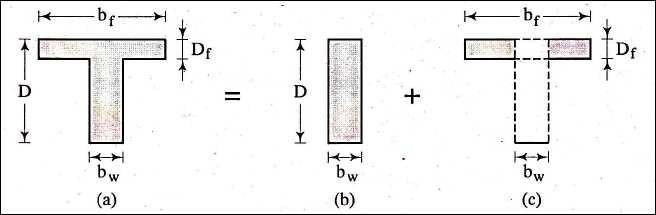 b_f b_f
D_f D_f
D = D +
b_w b_w b_w
(a) (b) (c)